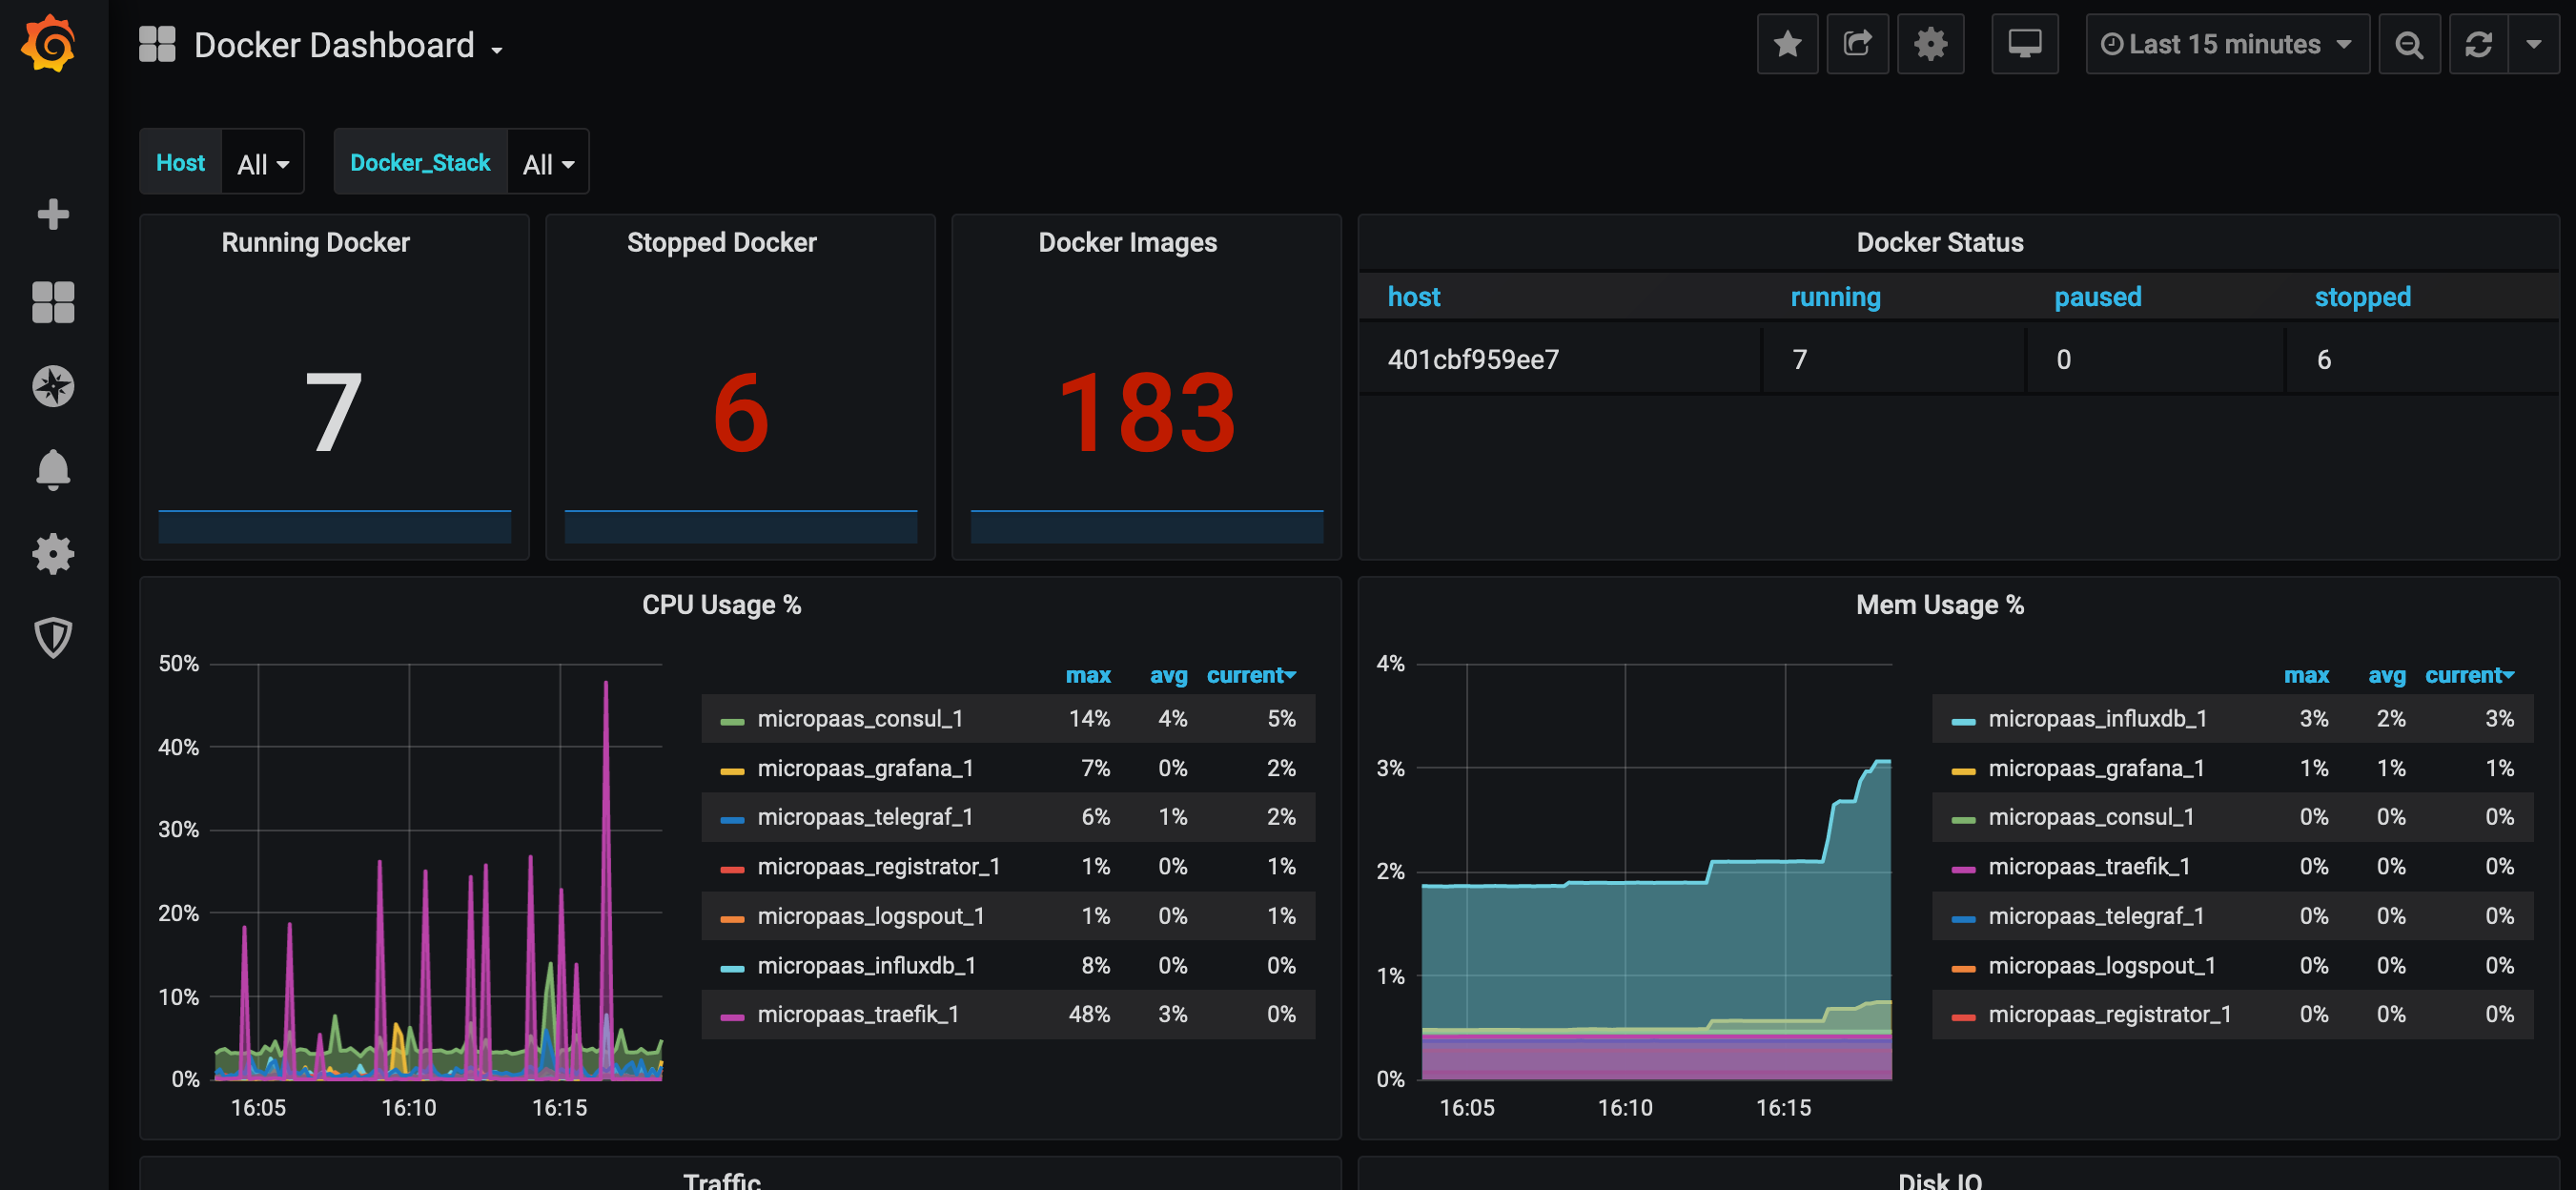 Docker Dashboard
Last 15 minutes
Host All
Docker_Stack All
Running Docker
7
Stopped Docker
6
Docker Images
183
Docker Status
host running paused stopped
401cbf959ee7 7 0 6
CPU Usage %
50%
40%
30%
20%
10%
0%
16:05 16:10 16:15
max avg current
micropaas_consul_1 14% 4% 5%
micropaas_grafana_1 7% 0% 2%
micropaas_telegraf_1 6% 1% 2%
micropaas_registrator_1 1% 0% 1%
micropaas_logspout_1 1% 0% 1%
micropaas_influxdb_1 8% 0% 0%
micropaas_traefik_1 48% 3% 0%
Mem Usage %
4%
3%
2%
1%
0%
16:05 16:10 16:15
max avg current
micropaas_influxdb_1 3% 2% 3%
micropaas_grafana_1 1% 1% 1%
micropaas_consul_1 0% 0% 0%
micropaas_traefik_1 0% 0% 0%
micropaas_telegraf_1 0% 0% 0%
micropaas_logspout_1 0% 0% 0%
micropaas_registrator_1 0% 0% 0%
Traffic
Disk IO